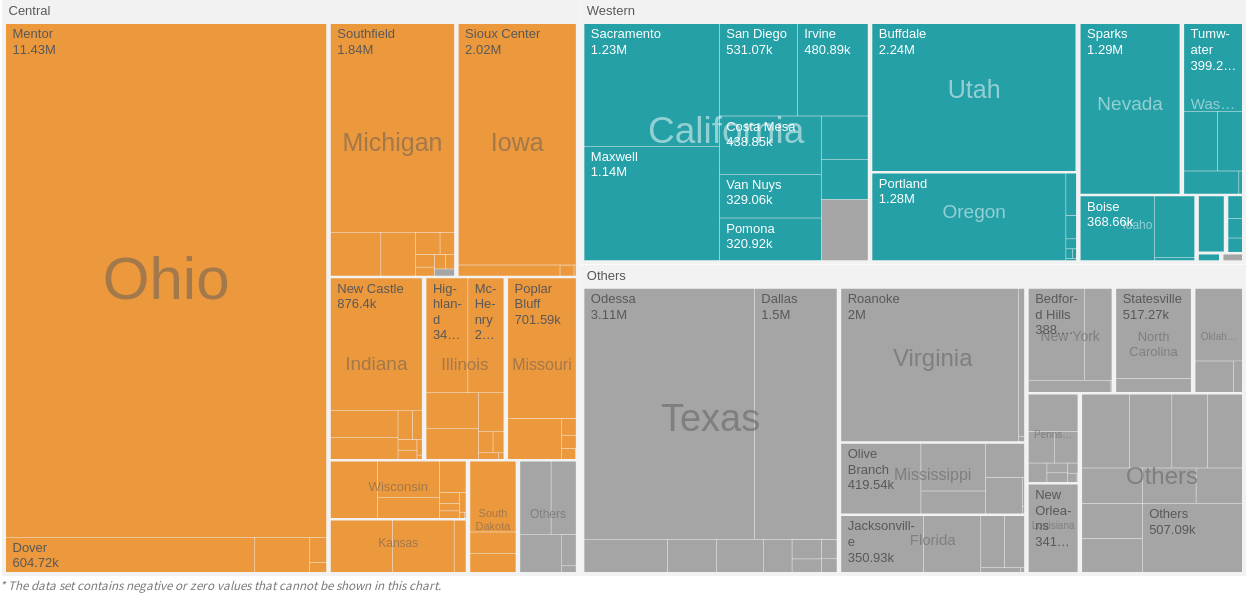 Central
Mentor
11.43M
Ohio
Dover
604.72k
Southfield
1.84M
Michigan
Sioux Center
2.02M
Iowa
New Castle
876.4k
Indiana
Hig-
hlan-
d
34…
Mc-
He-
nry
2…
Illinois
Poplar
Bluff
701.59k
Missouri
Wisconsin
Kansas
South
Dakota
Others
Western
Sacramento
1.23M
San Diego
531.07k
Irvine
480.89k
California
Costa Mesa
438.85k
Maxwell
1.14M
Van Nuys
329.06k
Pomona
320.92k
Buffdale
2.24M
Utah
Portland
1.28M
Oregon
Sparks
1.29M
Nevada
Tumw-
ater
399.2…
Was…
Boise
368.66k
Idaho
Others
Odessa
3.11M
Dallas
1.5M
Texas
Roanoke
2M
Virginia
Olive
Branch
419.54k
Mississippi
Jacksonvill-
e
350.93k
Florida
Bedfor-
d Hills
388…
New York
Statesville
517.27k
North
Carolina
Oklah…
Penns…
New
Orlea-
ns
341…
Louisiana
Others
Others
507.09k
* The data set contains negative or zero values that cannot be shown in this chart.